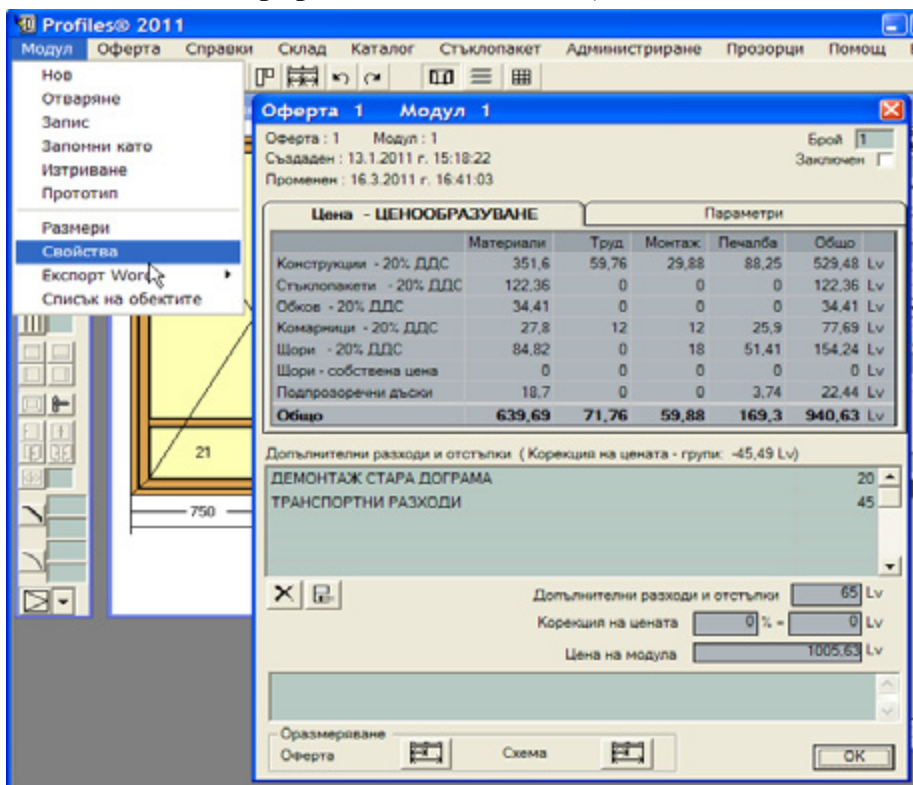 Profiles® 2011
Модул Оферта Справки Склад Каталог Стъклопакет Администриране Прозорци Помощ
Нов
Отваряне
Запис
Запомни като
Изтриване
Прототип
Размери
Свойства
Експорт Word
Списък на обектите
21
750
Оферта 1 Модул 1
Оферта : 1 Модул : 1
Създаден : 13.1.2011 г. 15:18:22
Променен : 16.3.2011 г. 16:41:03
Брой 1
Заключен
Цена - ЦЕНООБРАЗУВАНЕ Параметри
Материали Труд Монтаж Печалба Общо
Конструкции - 20% ДДС 351,6 59,76 29,88 88,25 529,48 Lv
Стъклопакети - 20% ДДС 122,36 0 0 0 122,36 Lv
Обков - 20% ДДС 34,41 0 0 0 34,41 Lv
Комарници - 20% ДДС 27,8 12 12 25,9 77,69 Lv
Щори - 20% ДДС 84,82 0 18 51,41 154,24 Lv
Щори - собствена цена 0 0 0 0 0 Lv
Подпрозоречни дъски 18,7 0 0 3,74 22,44 Lv
Общо 639,69 71,76 59,88 169,3 940,63 Lv
Допълнителни разходи и отстъпки ( Корекция на цената - групи: -45,49 Lv)
ДЕМОНТАЖ СТАРА ДОГРАМА 20
ТРАНСПОРТНИ РАЗХОДИ 45
Допълнителни разходи и отстъпки 65 Lv
Корекция на цената 0 % = 0 Lv
Цена на модула 1005,63 Lv
Оразмеряване
Оферта Схема
OK